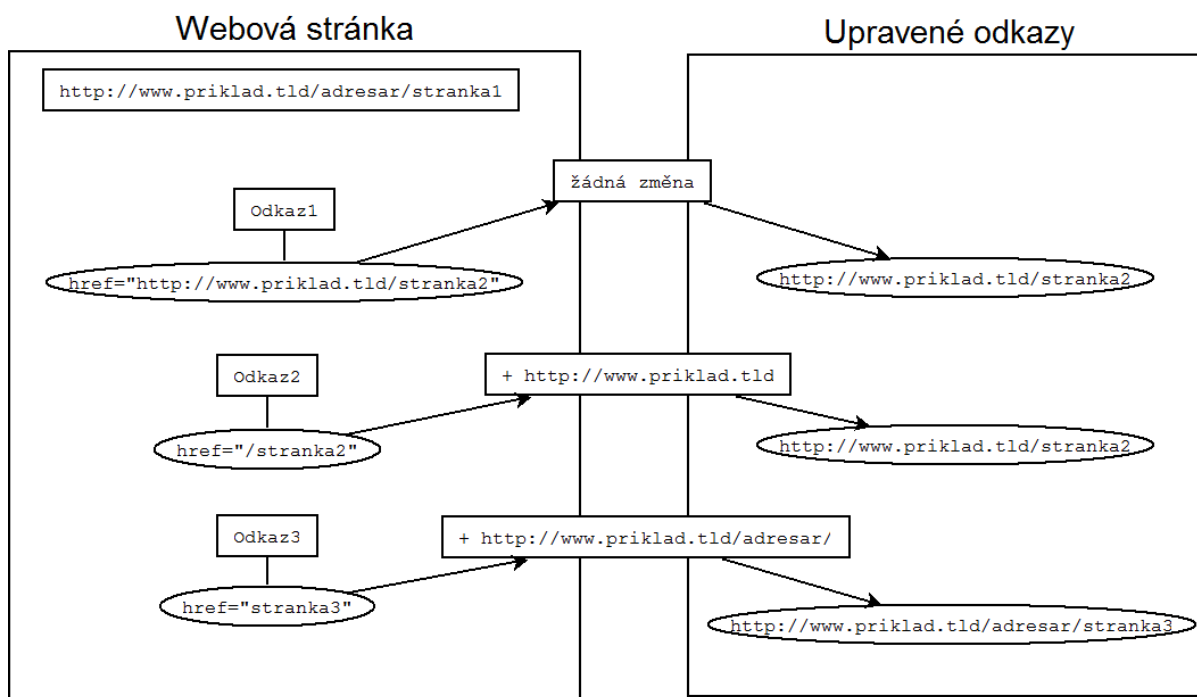 Webová stránka
Upravené odkazy
http://www.priklad.tld/adresar/stranka1
žádná změna
Odkaz1
href="http://www.priklad.tld/stranka2"
http://www.priklad.tld/stranka2
Odkaz2
+ http://www.priklad.tld
href="/stranka2"
http://www.priklad.tld/stranka2
Odkaz3
+ http://www.priklad.tld/adresar/
href="stranka3"
http://www.priklad.tld/adresar/stranka3